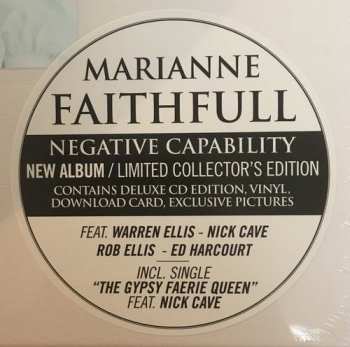 MARIANNE
FAITHFULL
NEGATIVE CAPABILITY
NEW ALBUM / LIMITED COLLECTOR'S EDITION
CONTAINS DELUXE CD EDITION, VINYL,
DOWNLOAD CARD, EXCLUSIVE PICTURES
FEAT. WARREN ELLIS - NICK CAVE
ROB ELLIS - ED HARCOURT
INCL. SINGLE
"THE GYPSY FAERIE QUEEN"
FEAT. NICK CAVE